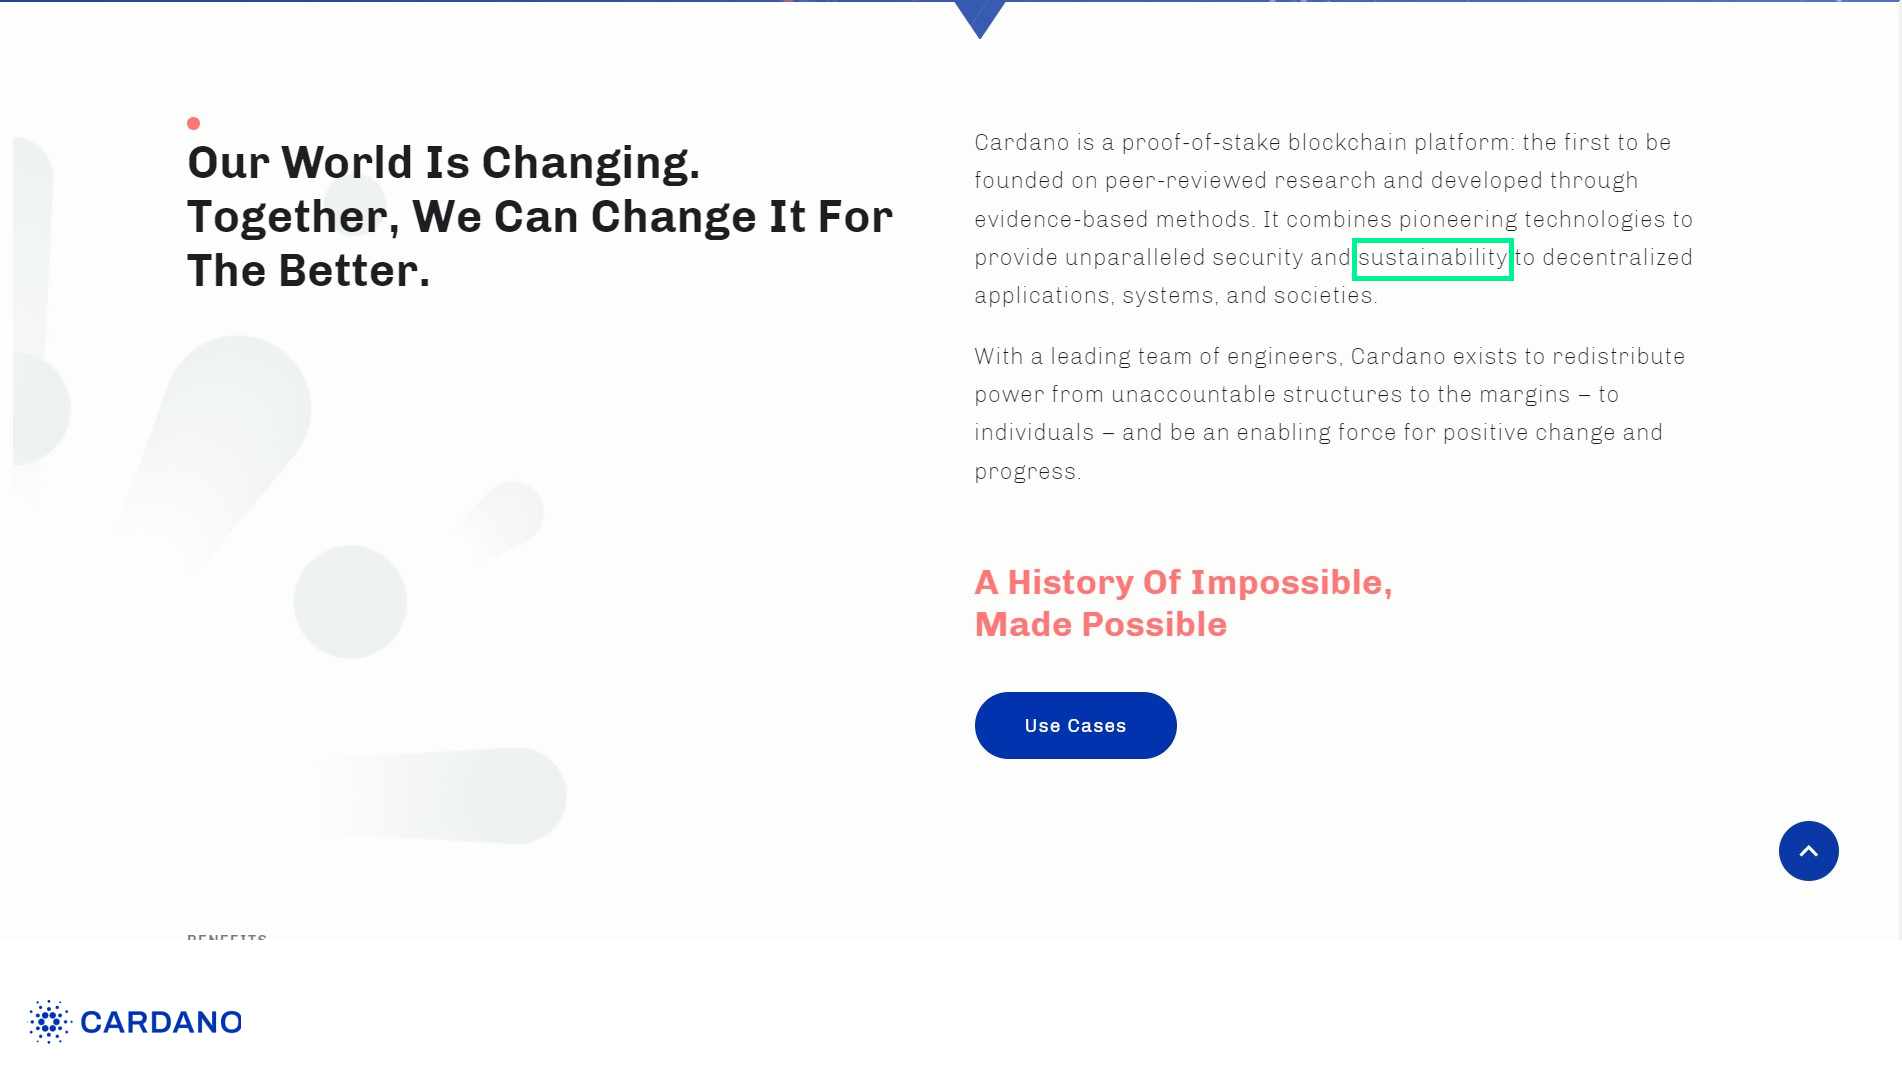 Our World Is Changing.
Together, We Can Change It For
The Better.
Cardano is a proof-of-stake blockchain platform: the first to be
founded on peer-reviewed research and developed through
evidence-based methods. It combines pioneering technologies to
provide unparalleled security and sustainability to decentralized
applications, systems, and societies.
With a leading team of engineers, Cardano exists to redistribute
power from unaccountable structures to the margins – to
individuals – and be an enabling force for positive change and
progress.
A History Of Impossible,
Made Possible
Use Cases
BENEFITS
CARDANO